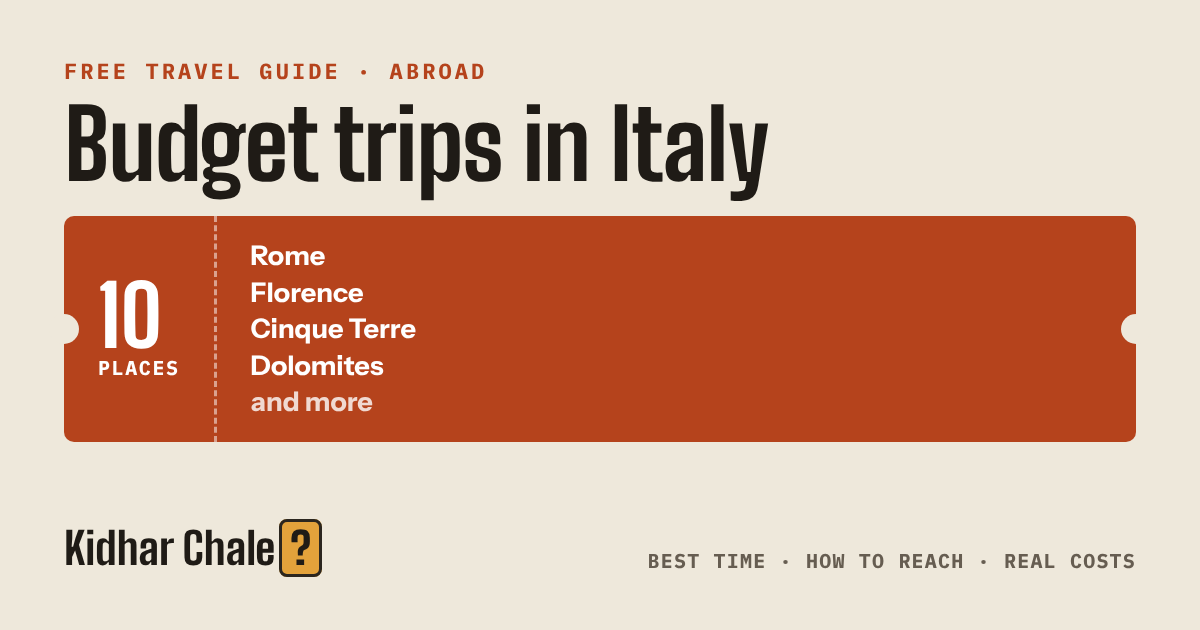 FREE TRAVEL GUIDE · ABROAD
Budget trips in Italy
10
PLACES
Rome
Florence
Cinque Terre
Dolomites
and more
Kidhar Chale ?
BEST TIME · HOW TO REACH · REAL COSTS